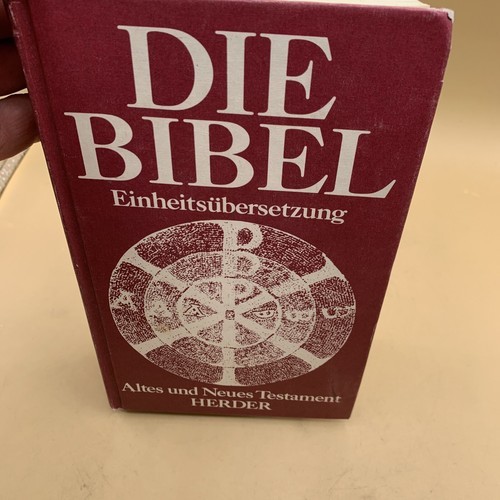 DIE
BIBEL
Einheitsübersetzung
Altes und Neues Testament
HERDER